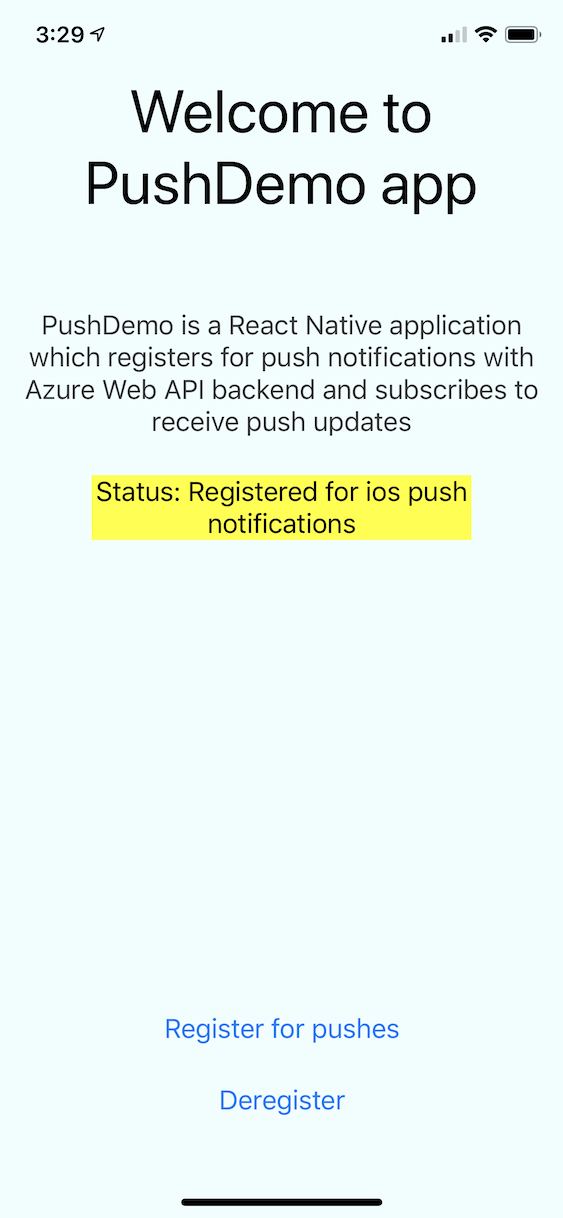 3:29
Welcome to
PushDemo app
PushDemo is a React Native application
which registers for push notifications with
Azure Web API backend and subscribes to
receive push updates
Status: Registered for ios push
notifications
Register for pushes
Deregister